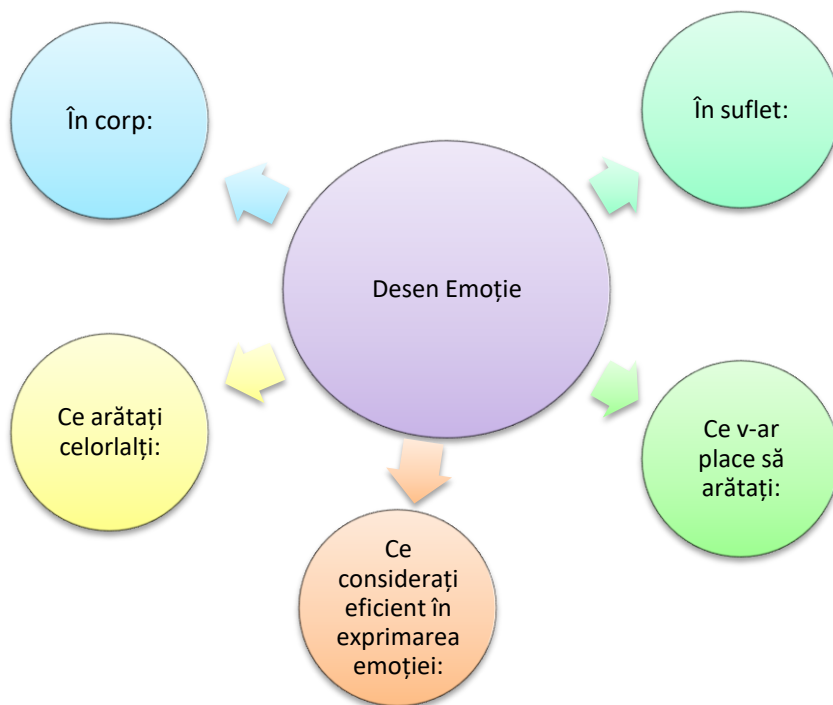 În corp:
În suflet:
Desen Emoție
Ce arătați
celorlalți:
Ce v-ar
place să
arătați:
Ce
considerați
eficient în
exprimarea
emoției: